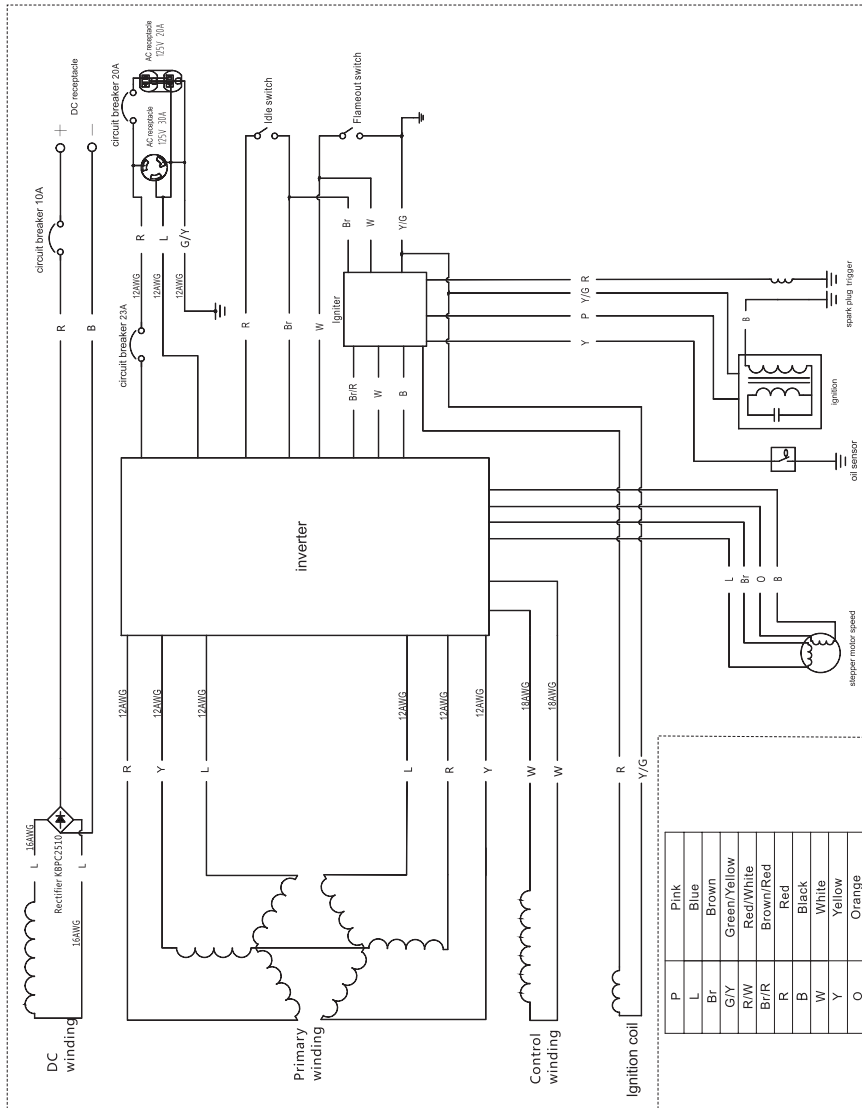 DC receptacle
+
−
circuit breaker 10A
R
B
16AWG
L
Rectifier KBPC2510
L
16AWG
DC
winding
AC receptacle
125V 20A
circuit breaker 20A
AC receptacle
125V 30A
R
L
G/Y
12AWG
12AWG
12AWG
circuit breaker 23A
Idle switch
Flameout switch
R
Br
W
Br
W
Y/G
Igniter
Br/R
W
B
R
Y/G
P
Y
trigger
spark plug
B
ignition
oil sensor
inverter
L
Br
O
B
stepper motor speed
12AWG
12AWG
12AWG
12AWG
12AWG
12AWG
18AWG
18AWG
R
Y
L
L
R
Y
W
W
R
Y/G
Primary
winding
Control
winding
Ignition coil
P Pink
L Blue
Br Brown
G/Y Green/Yellow
R/W Red/White
Br/R Brown/Red
R Red
B Black
W White
Y Yellow
O Orange